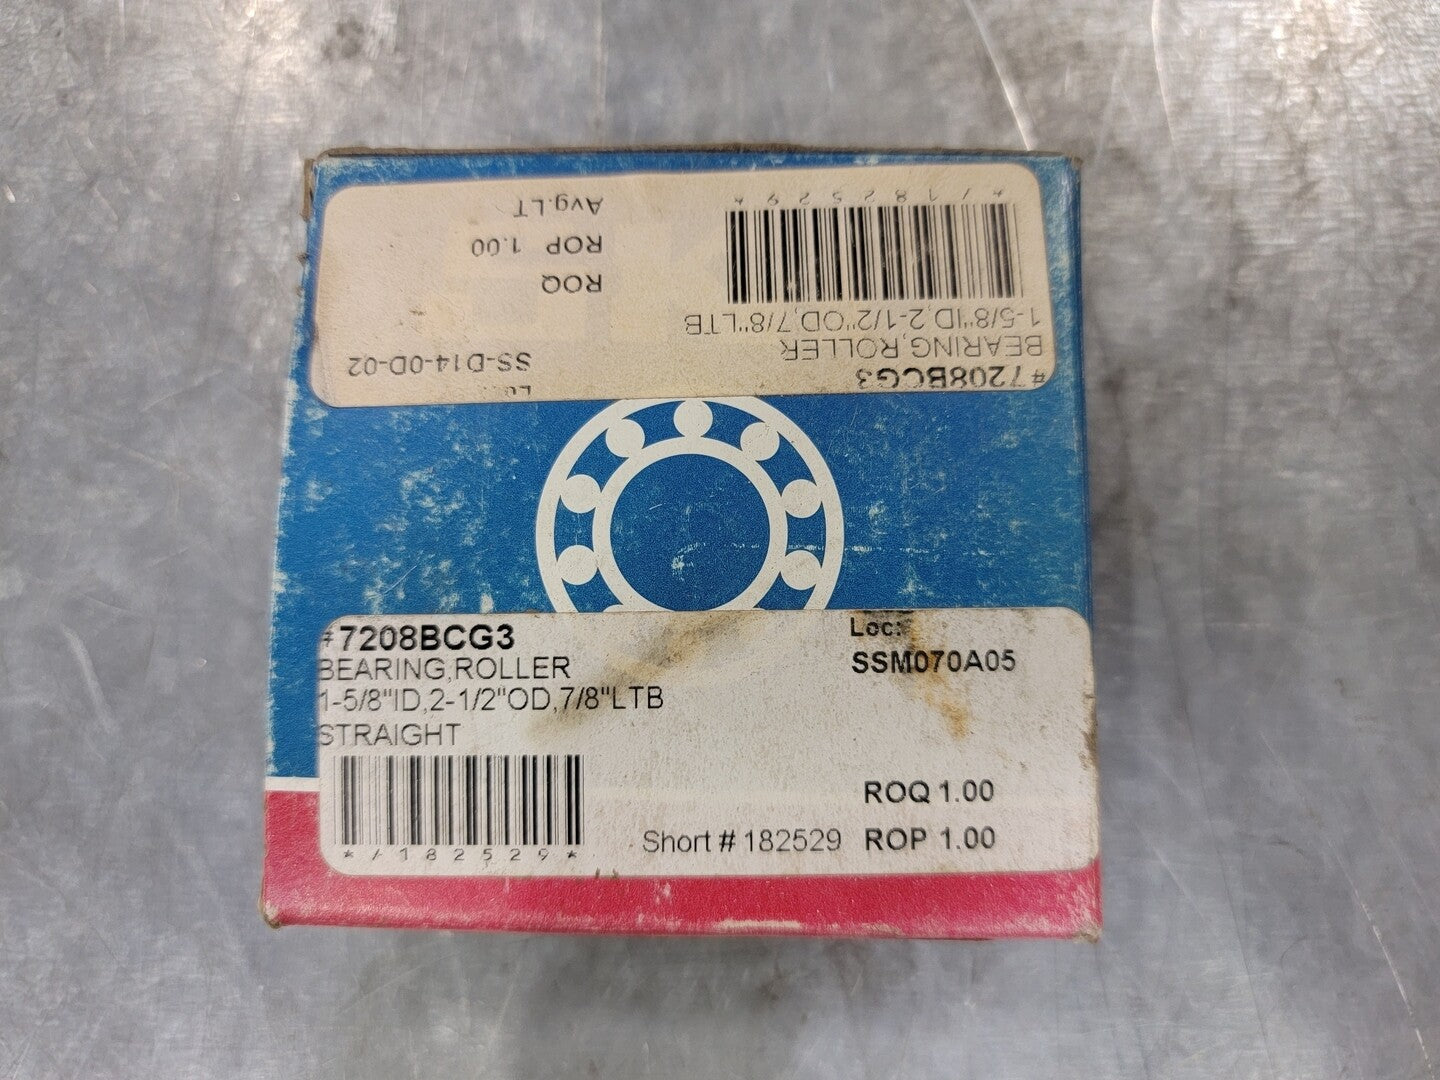 #7208BCG3
BEARING,ROLLER
1-5/8"ID,2-1/2"OD,7/8"LTB
*/182529*
SS-D14-0D-02
ROQ
ROP 1.00
Avg.LT
#7208BCG3
BEARING,ROLLER
1-5/8"ID,2-1/2"OD,7/8"LTB
STRAIGHT
*/182529*
Short # 182529
Loc:
SSM070A05
ROQ 1.00
ROP 1.00